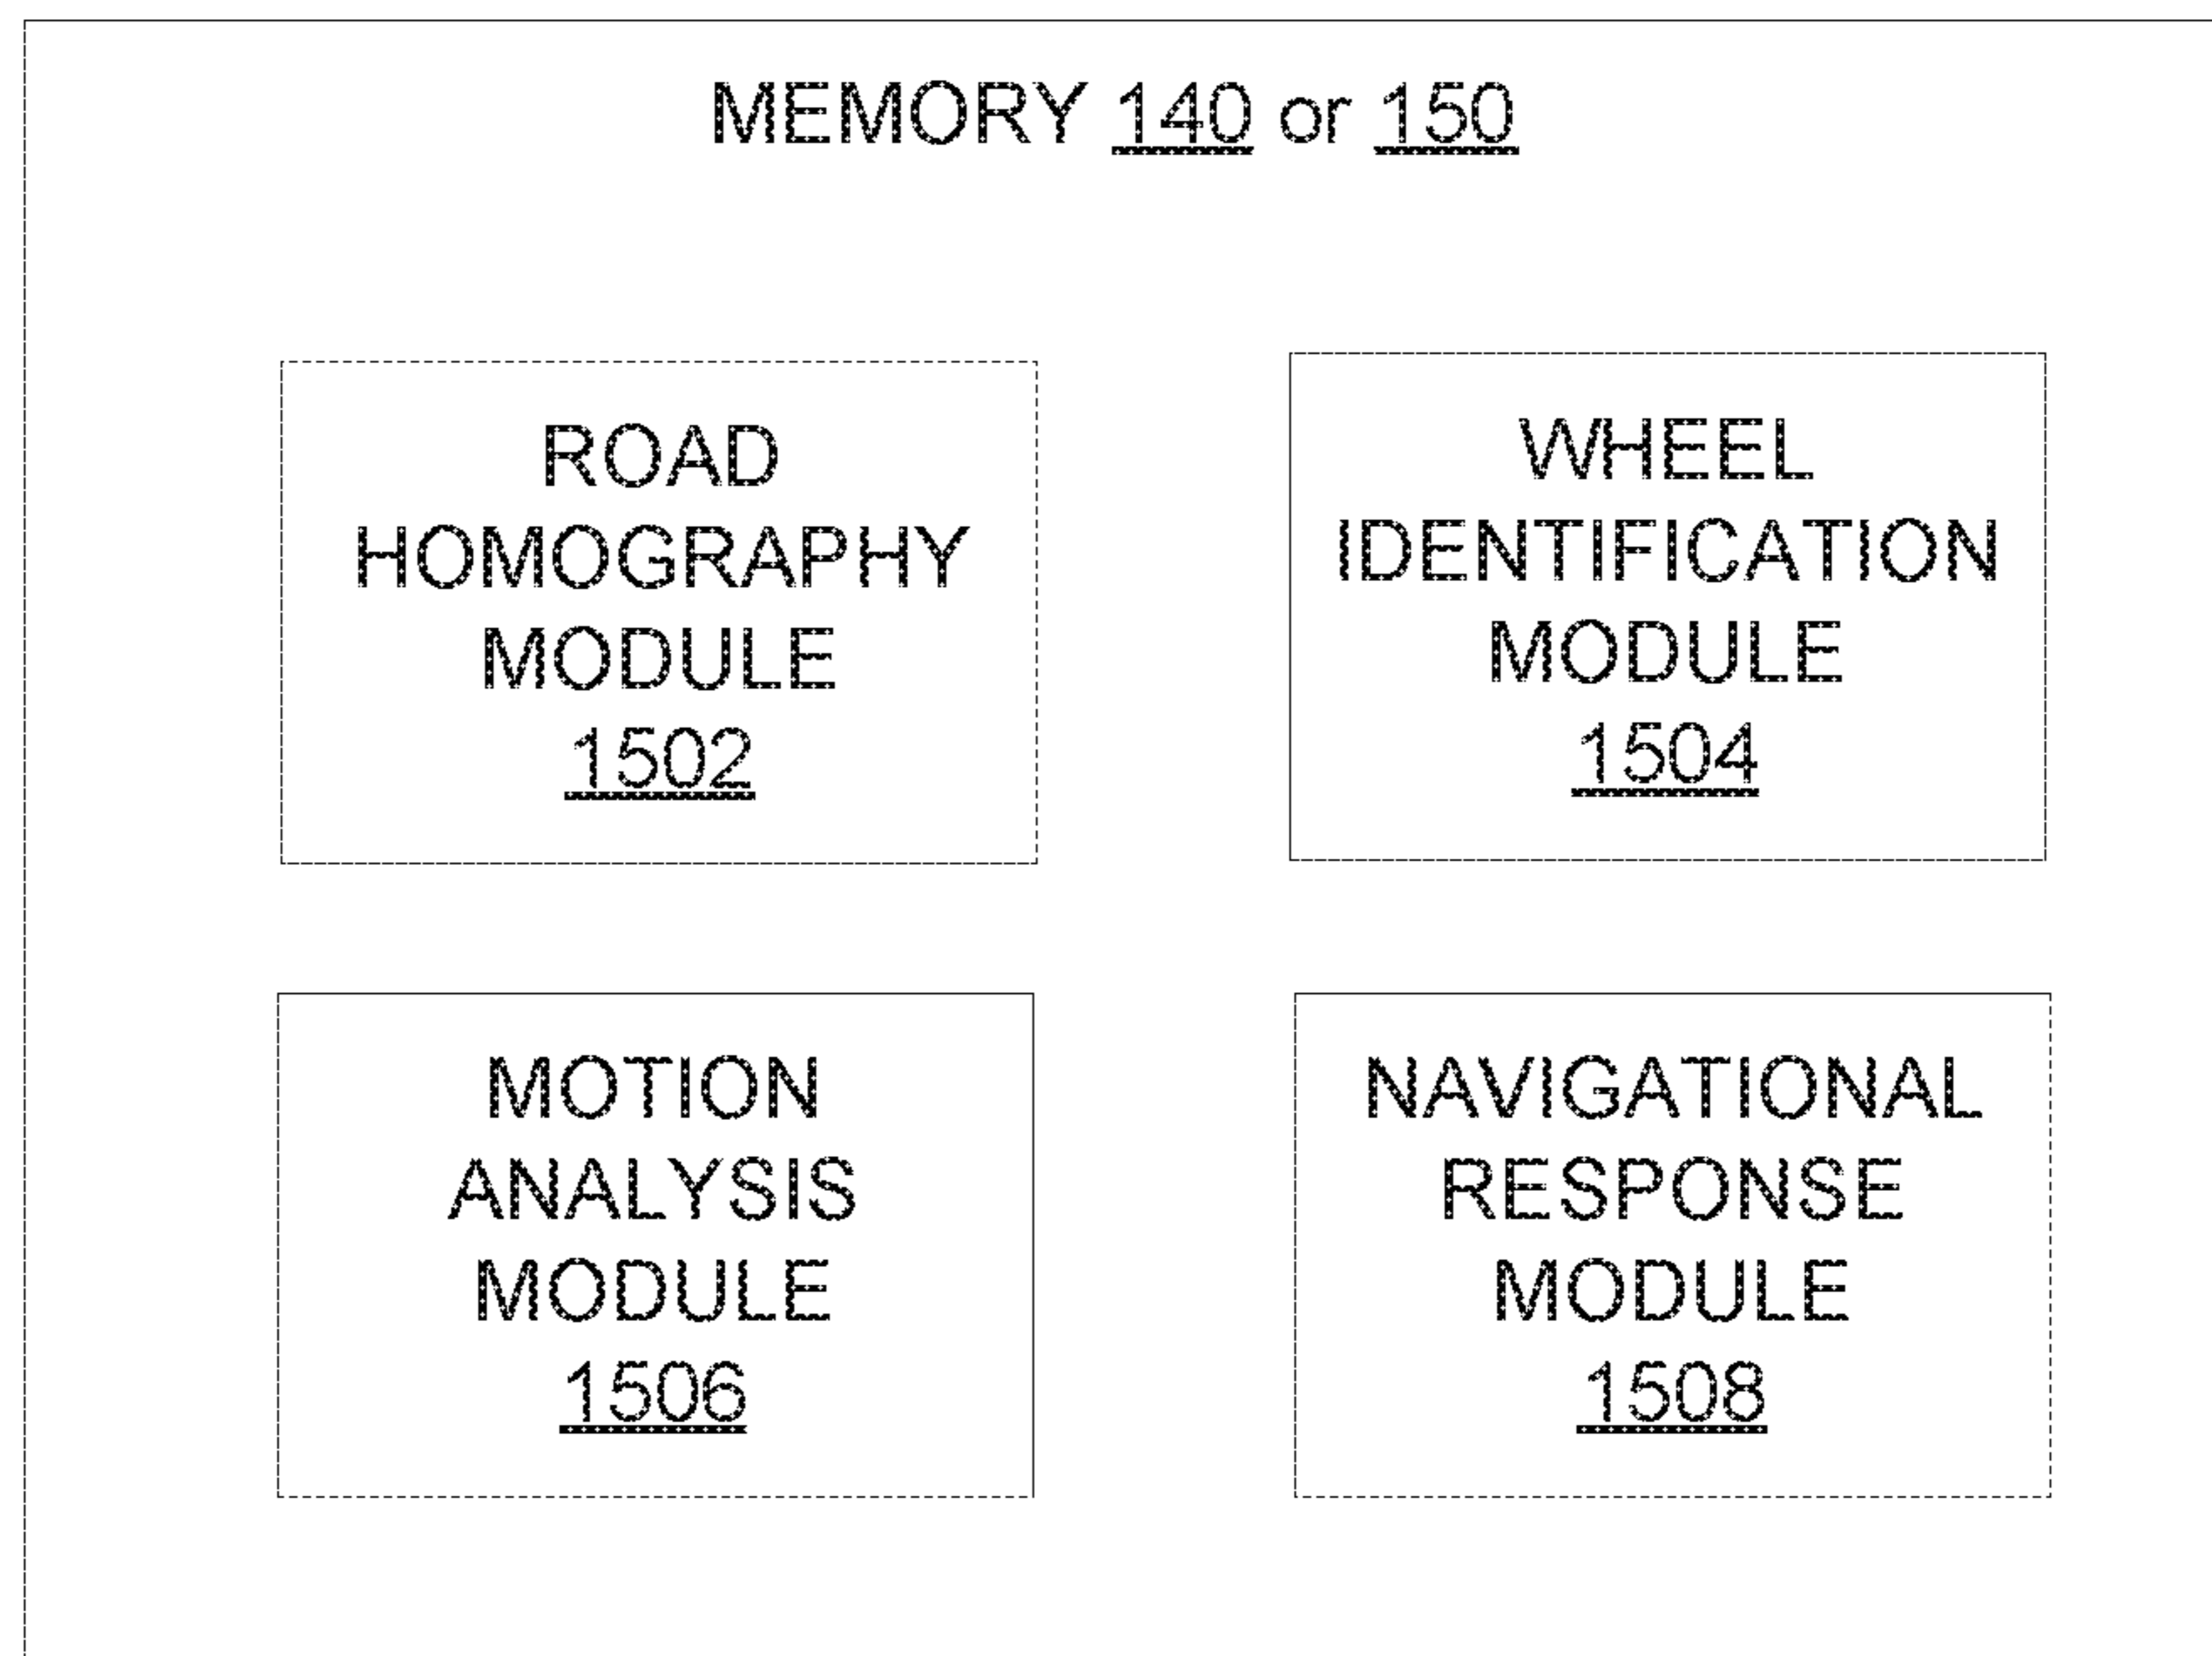 MEMORY 140 or 150
ROAD
HOMOGRAPHY
MODULE
1502
WHEEL
IDENTIFICATION
MODULE
1504
MOTION
ANALYSIS
MODULE
1506
NAVIGATIONAL
RESPONSE
MODULE
1508